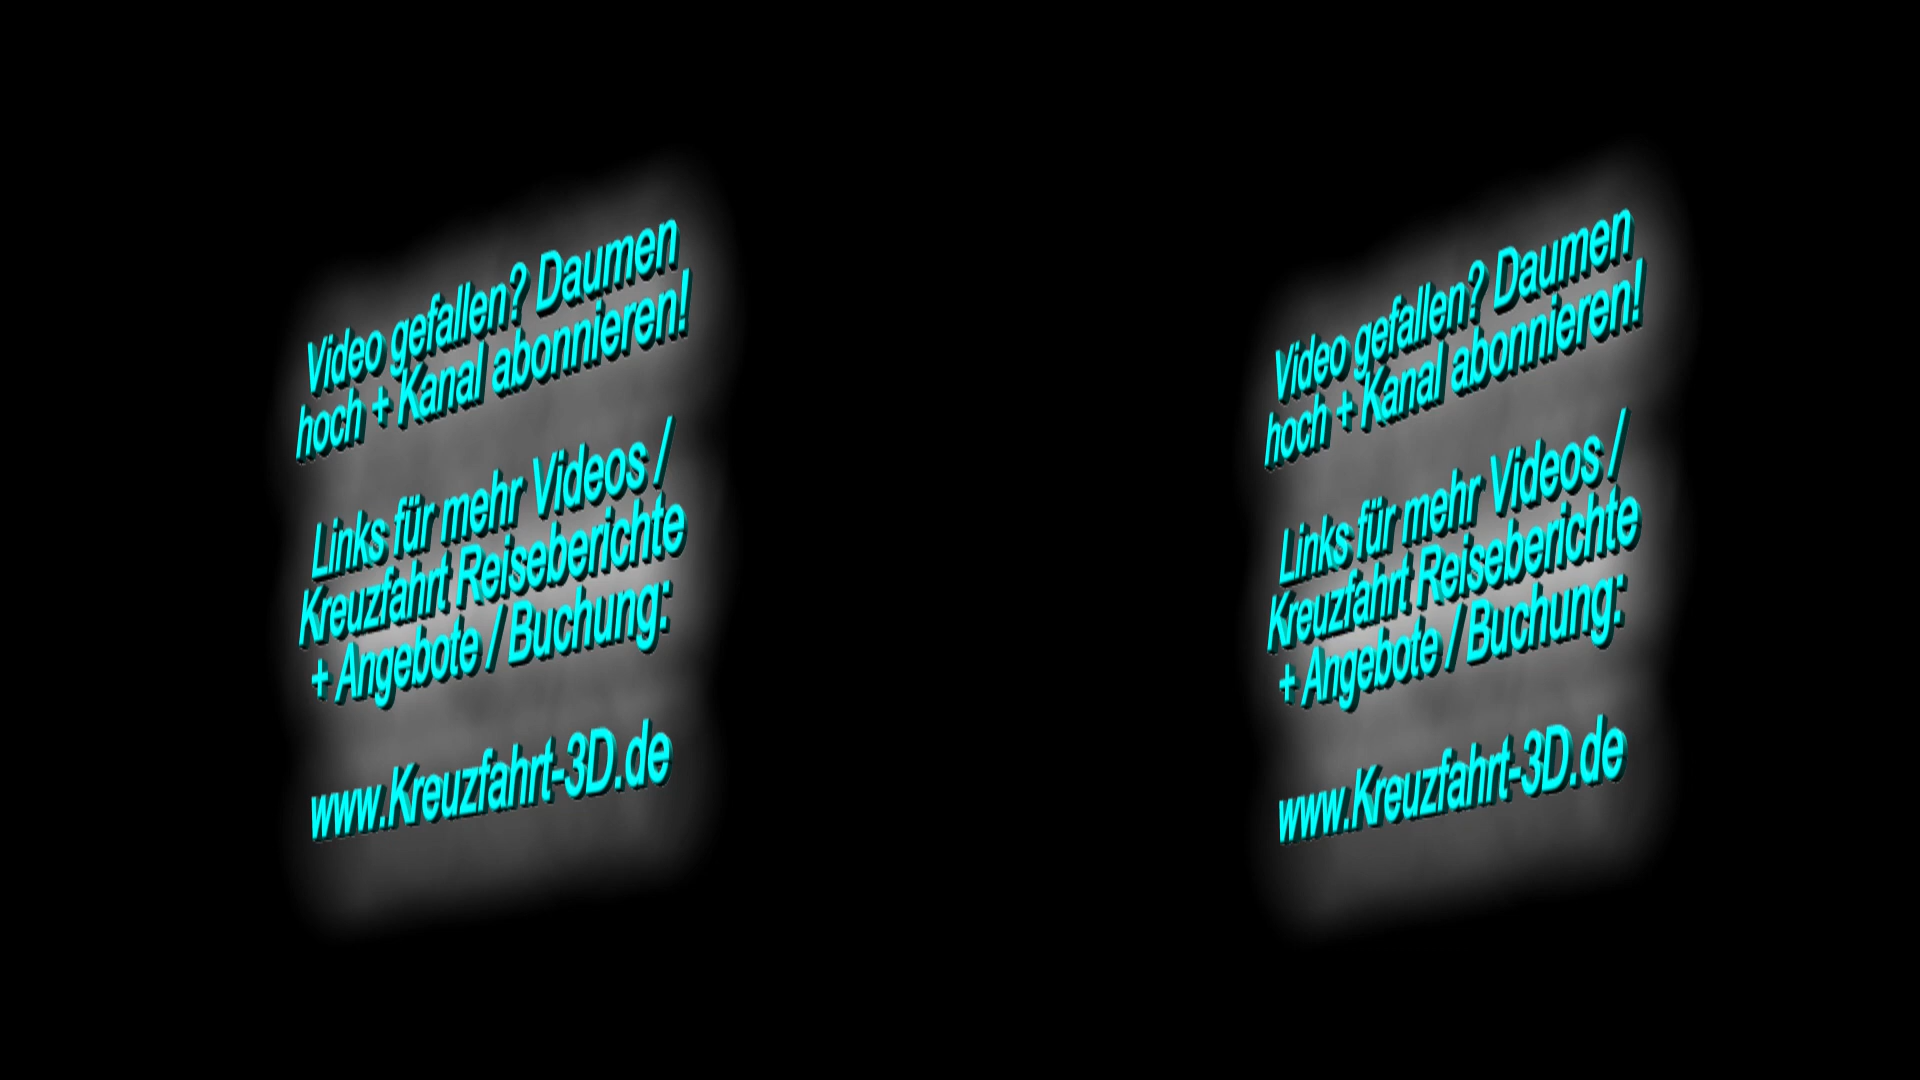 Video gefallen? Daumen
hoch + Kanal abonnieren!
Links für mehr Videos /
Kreuzfahrt Reiseberichte
+ Angebote / Buchung:
www.Kreuzfahrt-3D.de
Video gefallen? Daumen
hoch + Kanal abonnieren!
Links für mehr Videos /
Kreuzfahrt Reiseberichte
+ Angebote / Buchung:
www.Kreuzfahrt-3D.de